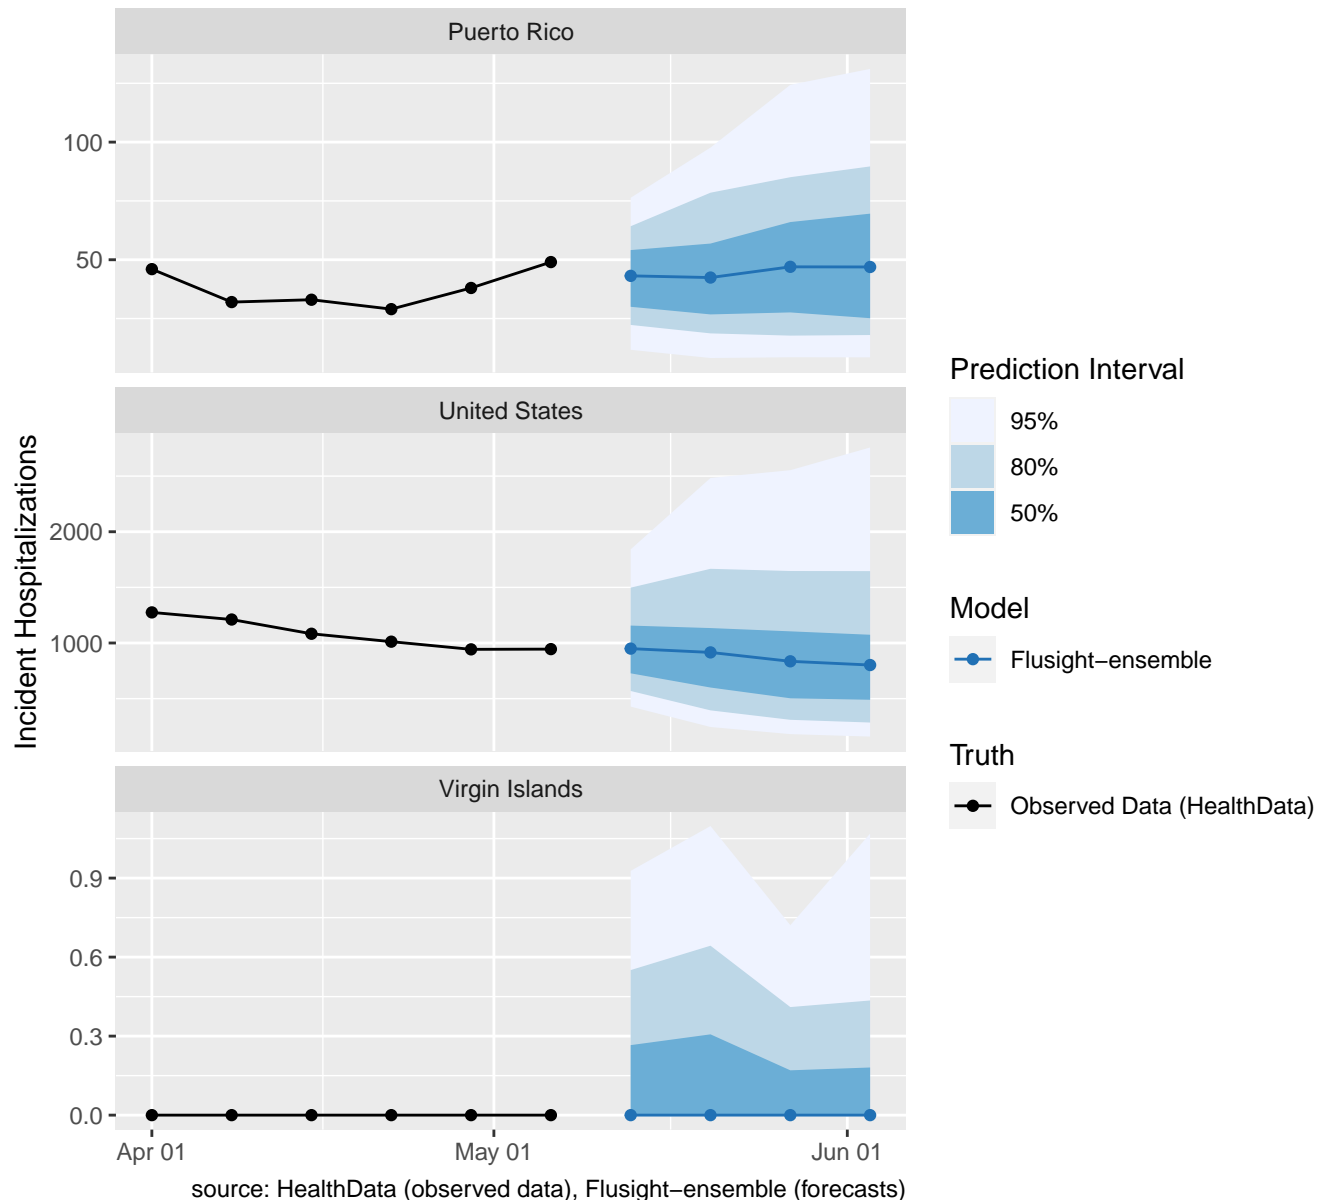 Puerto Rico
100
50
United States
2000
1000
Virgin Islands
0.9
0.6
0.3
0.0
Apr 01
May 01
Jun 01
Incident Hospitalizations
source: HealthData (observed data), Flusight−ensemble (forecasts)
Prediction Interval
95%
80%
50%
Model
Flusight−ensemble
Truth
Observed Data (HealthData)